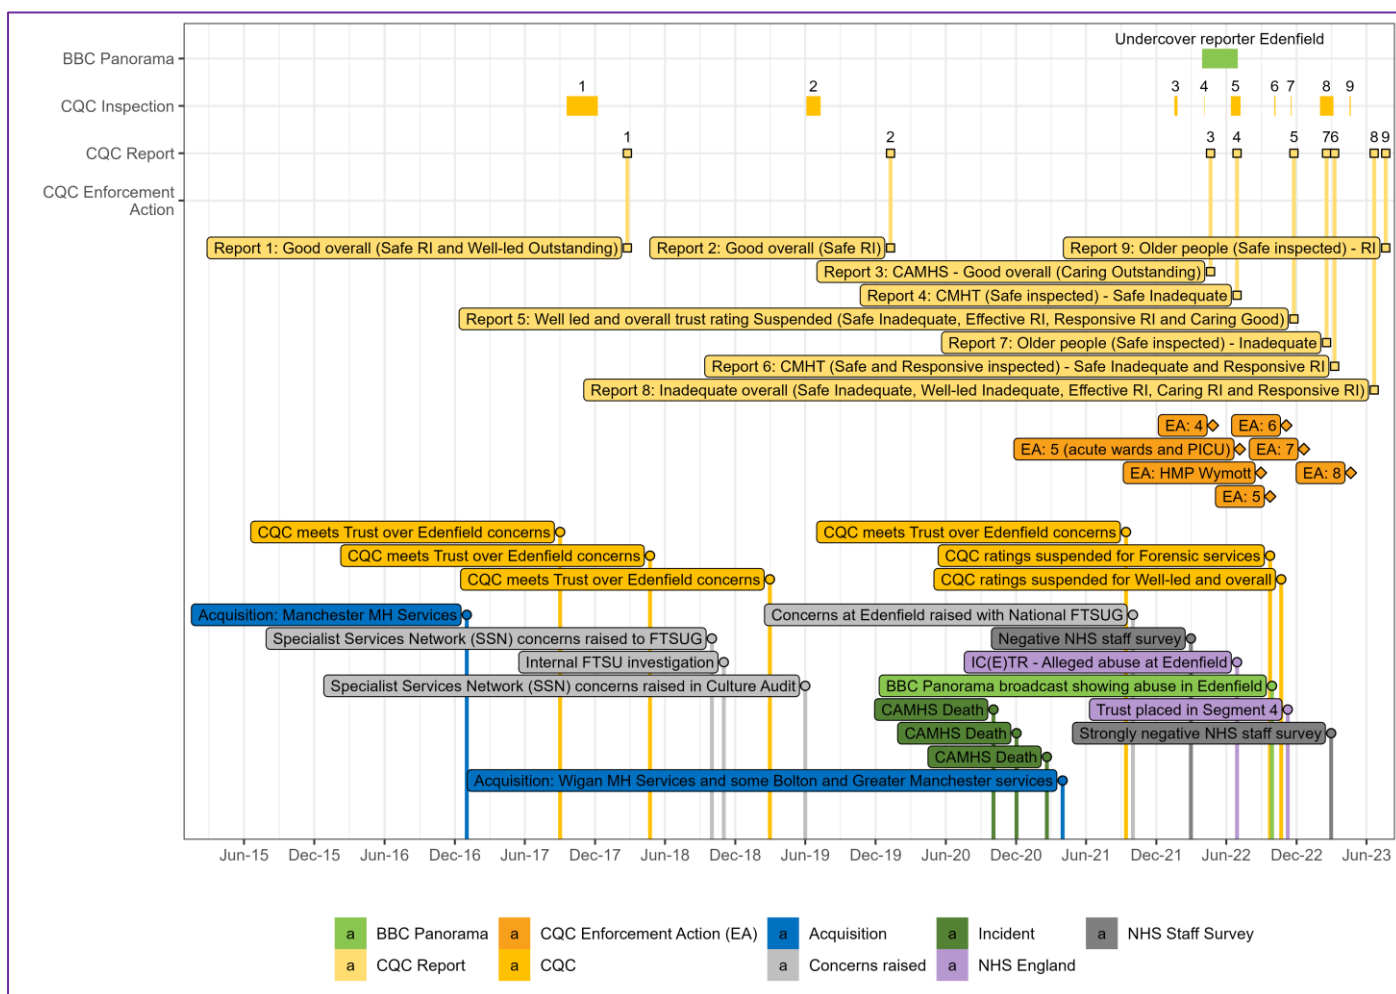 Undercover reporter Edenfield
BBC Panorama
1 2 3 4 5 6 7 8 9
CQC Inspection
1 2 3 4 5 76 8 9
CQC Report
CQC Enforcement
Action
Report 1: Good overall (Safe RI and Well-led Outstanding)
Report 2: Good overall (Safe RI)
Report 9: Older people (Safe inspected) - RI
Report 3: CAMHS - Good overall (Caring Outstanding)
Report 4: CMHT (Safe inspected) - Safe Inadequate
Report 5: Well led and overall trust rating Suspended (Safe Inadequate, Effective RI, Responsive RI and Caring Good)
Report 7: Older people (Safe inspected) - Inadequate
Report 6: CMHT (Safe and Responsive inspected) - Safe Inadequate and Responsive RI
Report 8: Inadequate overall (Safe Inadequate, Well-led Inadequate, Effective RI, Caring RI and Responsive RI)
EA: 4
EA: 6
EA: 5 (acute wards and PICU)
EA: 7
EA: HMP Wymott
EA: 8
EA: 5
CQC meets Trust over Edenfield concerns
CQC meets Trust over Edenfield concerns
CQC meets Trust over Edenfield concerns
CQC ratings suspended for Forensic services
CQC meets Trust over Edenfield concerns
CQC ratings suspended for Well-led and overall
Acquisition: Manchester MH Services
Concerns at Edenfield raised with National FTSUG
Specialist Services Network (SSN) concerns raised to FTSUG
Negative NHS staff survey
Internal FTSU investigation
IC(E)TR - Alleged abuse at Edenfield
Specialist Services Network (SSN) concerns raised in Culture Audit
BBC Panorama broadcast showing abuse in Edenfield
CAMHS Death
Trust placed in Segment 4
CAMHS Death
Strongly negative NHS staff survey
CAMHS Death
Acquisition: Wigan MH Services and some Bolton and Greater Manchester services
Jun-15 Dec-15 Jun-16 Dec-16 Jun-17 Dec-17 Jun-18 Dec-18 Jun-19 Dec-19 Jun-20 Dec-20 Jun-21 Dec-21 Jun-22 Dec-22 Jun-23
a BBC Panorama
a CQC Enforcement Action (EA)
a Acquisition
a Incident
a NHS Staff Survey
a CQC Report
a CQC
a Concerns raised
a NHS England